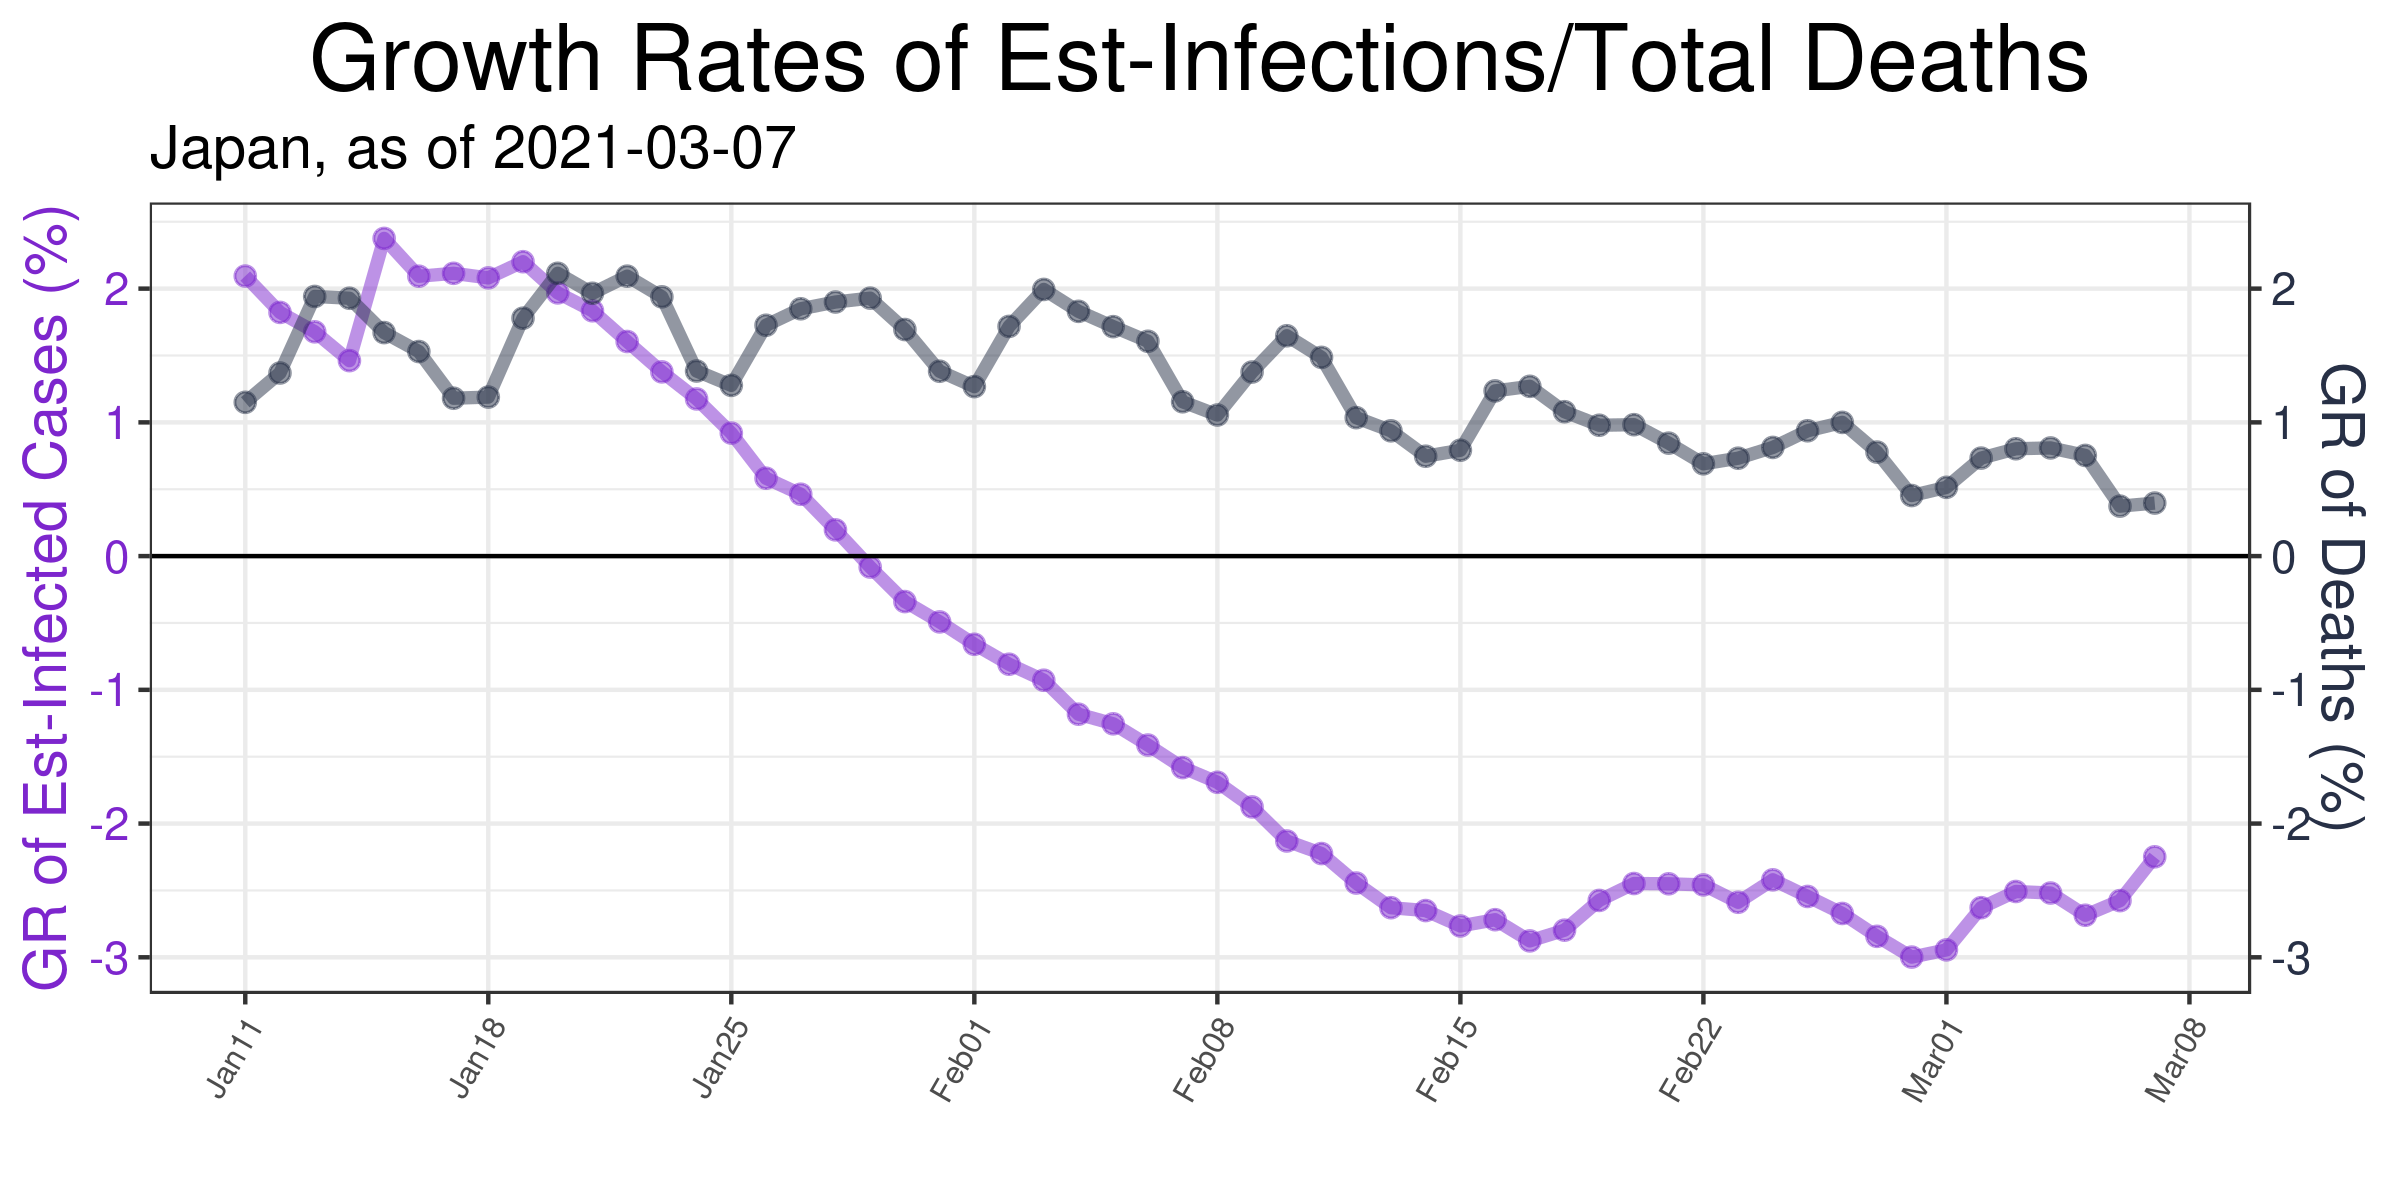 Growth Rates of Est-Infections/Total Deaths
Japan, as of 2021-03-07
GR of Est-Infected Cases (%)
2
1
0
-1
-2
-3
GR of Deaths (%)
2
1
0
-1
-2
-3
Jan11
Jan18
Jan25
Feb01
Feb08
Feb15
Feb22
Mar01
Mar08